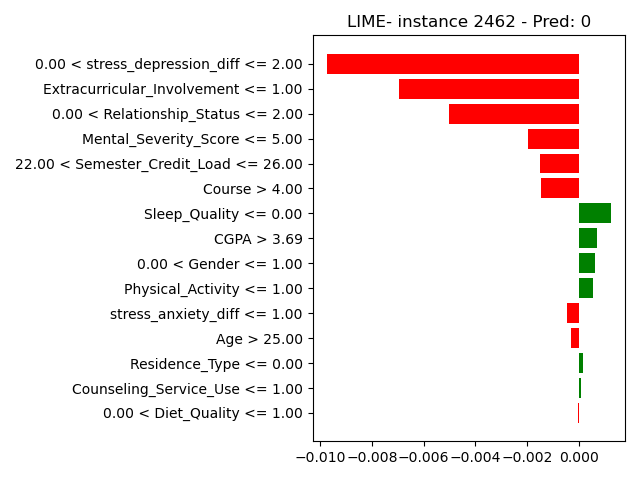 LIME- instance 2462 - Pred: 0
0.00 < stress_depression_diff <= 2.00
Extracurricular_Involvement <= 1.00
0.00 < Relationship_Status <= 2.00
Mental_Severity_Score <= 5.00
22.00 < Semester_Credit_Load <= 26.00
Course > 4.00
Sleep_Quality <= 0.00
CGPA > 3.69
0.00 < Gender <= 1.00
Physical_Activity <= 1.00
stress_anxiety_diff <= 1.00
Age > 25.00
Residence_Type <= 0.00
Counseling_Service_Use <= 1.00
0.00 < Diet_Quality <= 1.00
−0.010 −0.008 −0.006 −0.004 −0.002 0.000